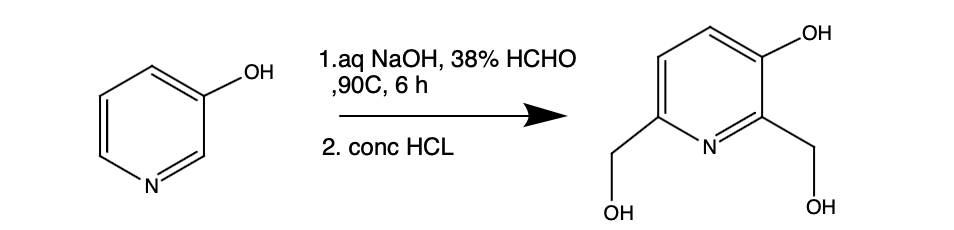 OH
N
1.aq NaOH, 38% HCHO
,90C, 6 h
2. conc HCL
OH
N
OH
OH